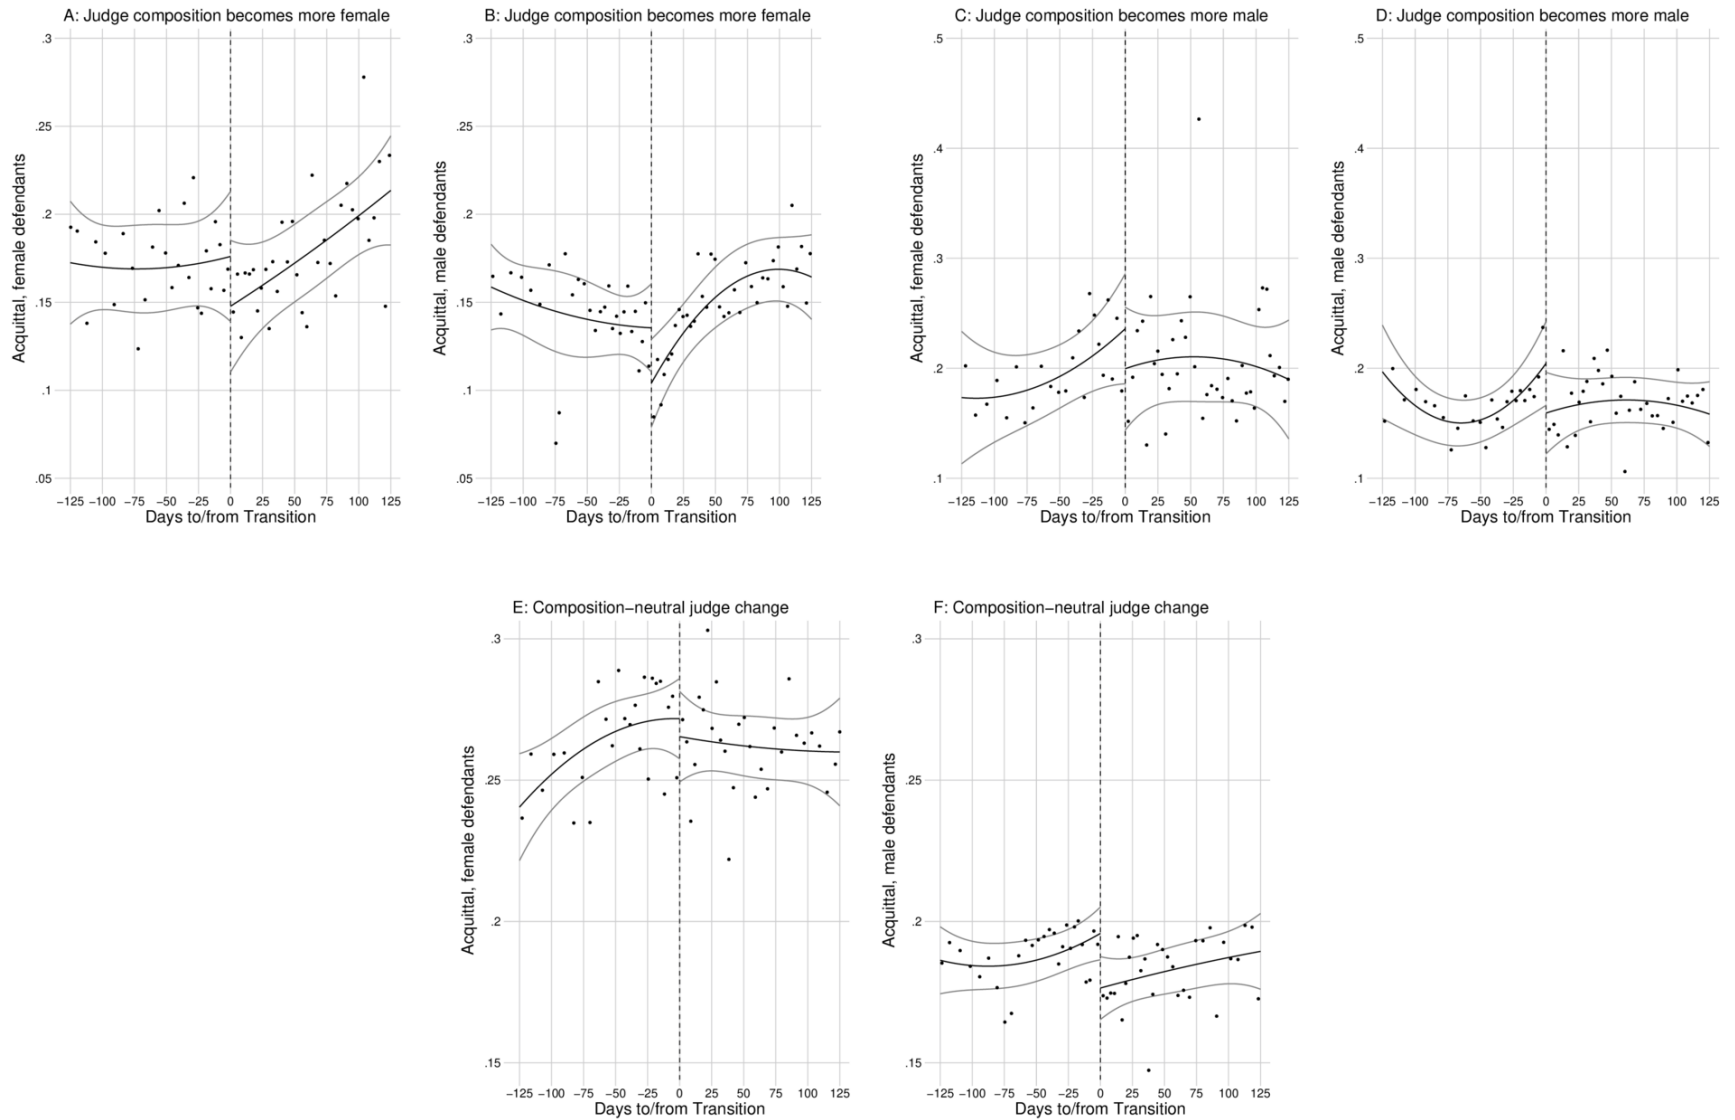 A: Judge composition becomes more female
.3
.25
.2
.15
.1
.05
Acquittal, female defendants
−125 −100 −75 −50 −25 0 25 50 75 100 125
Days to/from Transition
B: Judge composition becomes more female
.3
.25
.2
.15
.1
.05
Acquittal, male defendants
−125 −100 −75 −50 −25 0 25 50 75 100 125
Days to/from Transition
C: Judge composition becomes more male
.5
.4
.3
.2
.1
Acquittal, female defendants
−125 −100 −75 −50 −25 0 25 50 75 100 125
Days to/from Transition
D: Judge composition becomes more male
.5
.4
.3
.2
.1
Acquittal, male defendants
−125 −100 −75 −50 −25 0 25 50 75 100 125
Days to/from Transition
E: Composition−neutral judge change
.3
.25
.2
.15
Acquittal, female defendants
−125 −100 −75 −50 −25 0 25 50 75 100 125
Days to/from Transition
F: Composition−neutral judge change
.3
.25
.2
.15
Acquittal, male defendants
−125 −100 −75 −50 −25 0 25 50 75 100 125
Days to/from Transition